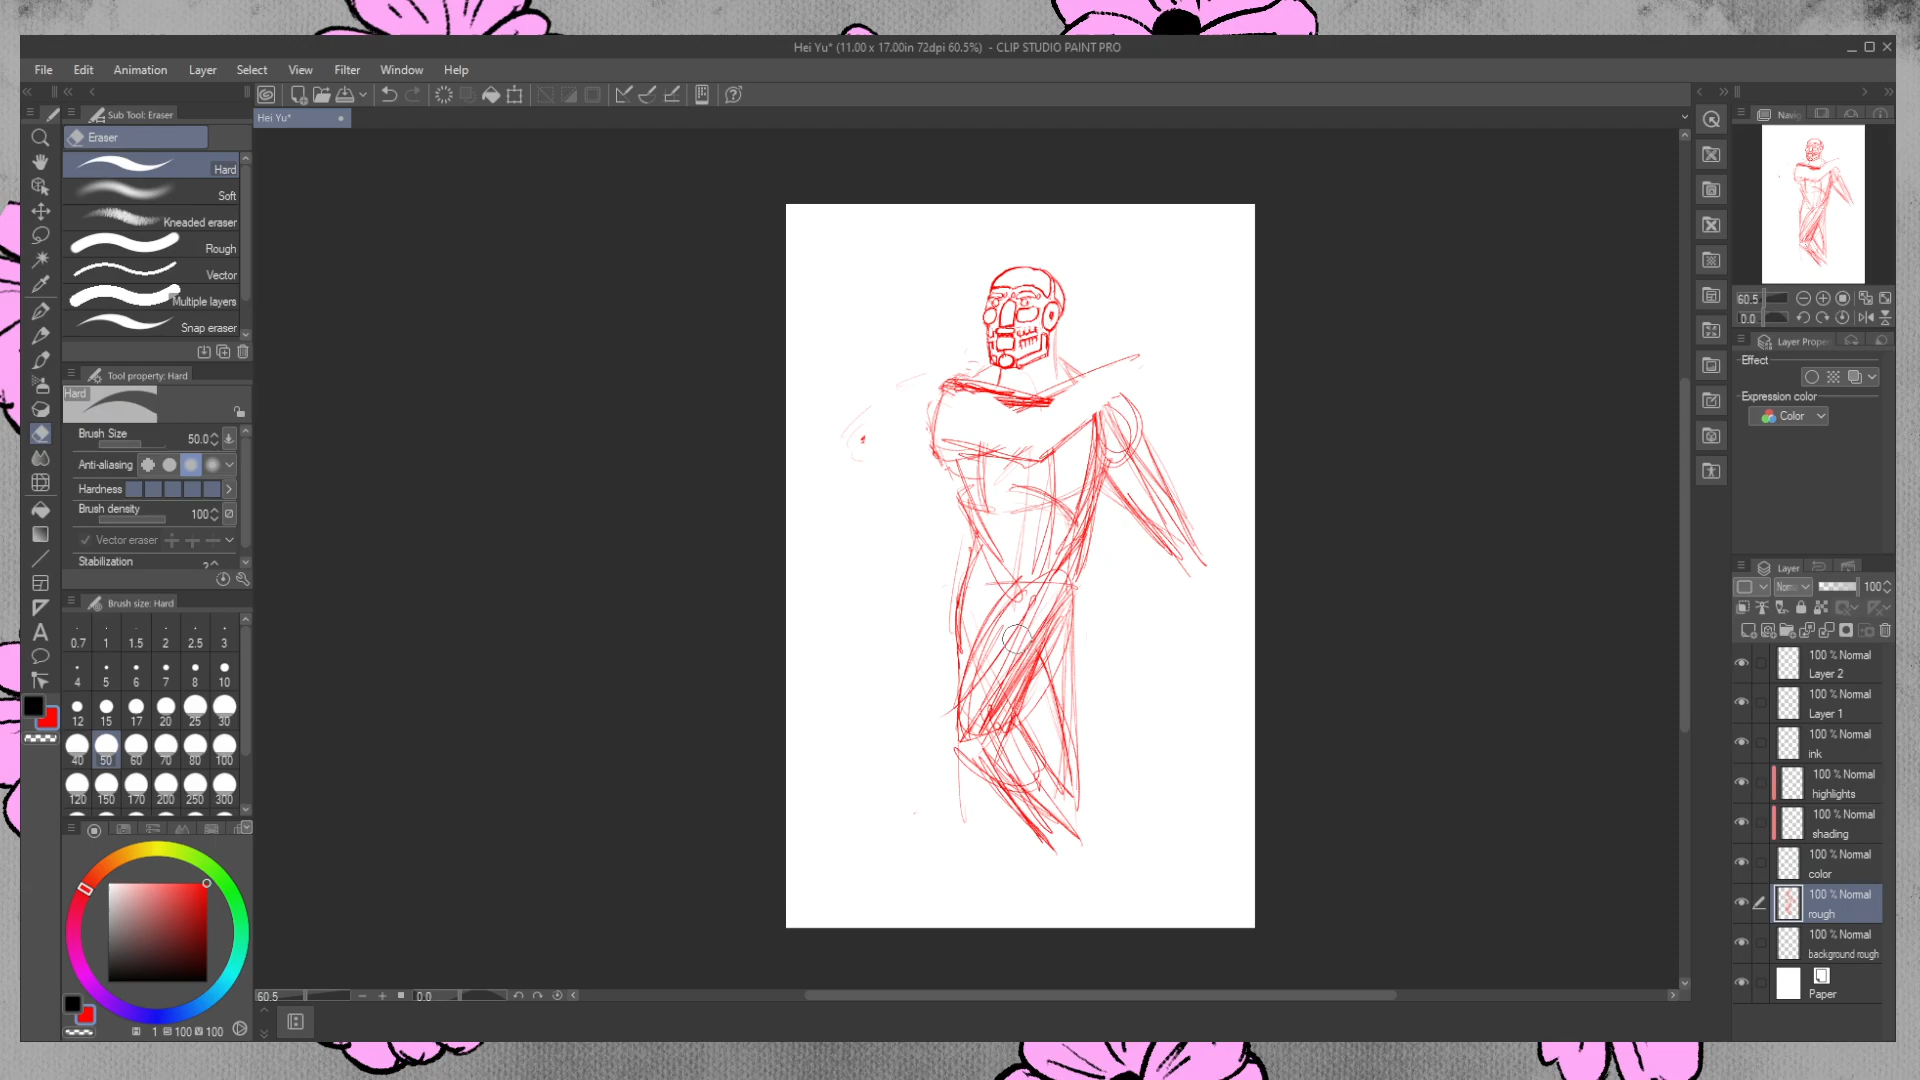 Hei Yu* (11.00 x 17.00in 72dpi 60.5%) - CLIP STUDIO PAINT PRO
File Edit Animation Layer Select View Filter Window Help
Sub Tool: Eraser
Hei Yu*
Eraser
Hard
Soft
Kneaded eraser
Rough
Vector
Multiple layers
Snap eraser
Tool property: Hard
Hard
Brush Size 50.0
Anti-aliasing
Hardness
Brush density 100
Vector eraser
Stabilization
Brush size: Hard
0.7 1 1.5 2 2.5 3
4 5 6 7 8 10
12 15 17 20 25 30
40 50 60 70 80 100
120 150 170 200 250 300
1 100 100
60.5 0.0
Navig
60.5
0.0
Layer Proper
Effect
Expression color
Color
Layer
Norm 100
100 % Normal
Layer 2
100 % Normal
Layer 1
100 % Normal
ink
100 % Normal
highlights
100 % Normal
shading
100 % Normal
color
100 % Normal
rough
100 % Normal
background rough
Paper